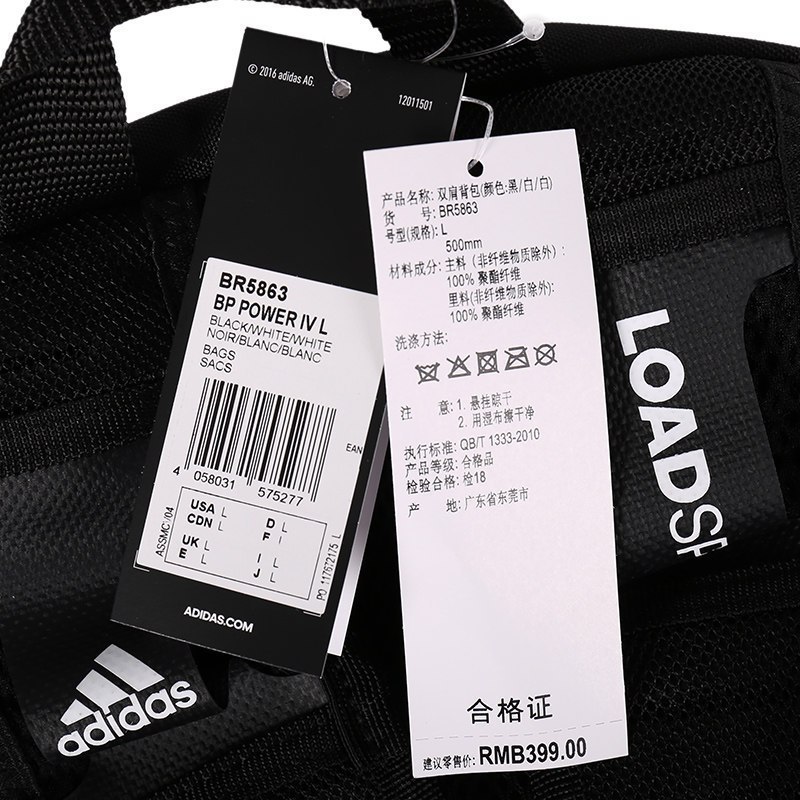 © 2016 adidas AG.
12011501
BR5863
BP POWER IV L
BLACK/WHITE/WHITE
NOIR/BLANC/BLANC
BAGS
SACS
EAN
4 058031 575277
USA L D L
CDN L F L
UK L I L
E L J L
ASSMC/04
PO 117672175 L
ADIDAS.COM
adidas
产品名称: 双肩背包(颜色:黑/白/白)
货 号: BR5863
号型(规格): L
500mm
材料成分: 主料 (非纤维物质除外):
100% 聚酯纤维
里料(非纤维物质除外):
100% 聚酯纤维
洗涤方法:
注 意: 1. 悬挂晾干
2. 用湿布擦干净
执行标准: QB/T 1333-2010
产品等级: 合格品
检验合格: 检18
产 地: 广东省东莞市
合格证
建议零售价: RMB399.00
LOADSP